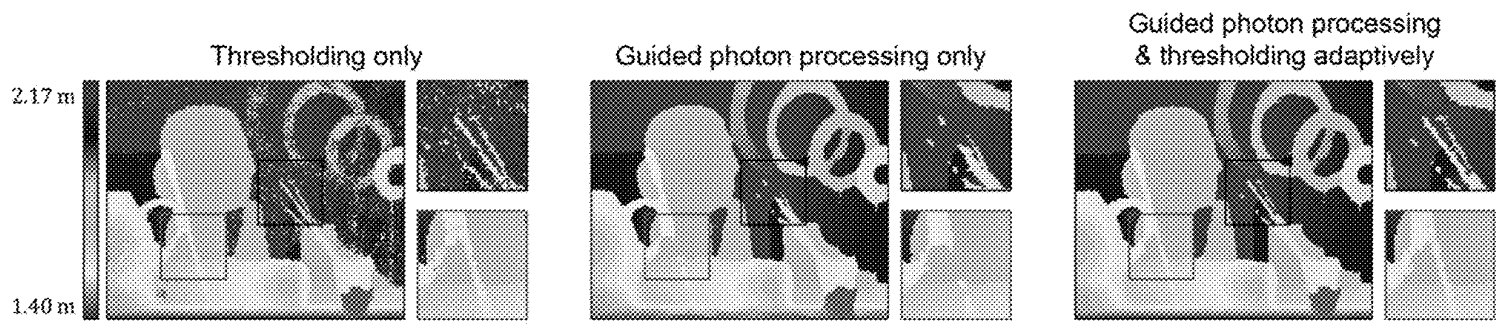 Thresholding only
Guided photon processing only
Guided photon processing
& thresholding adaptively
2.17 m
1.40 m